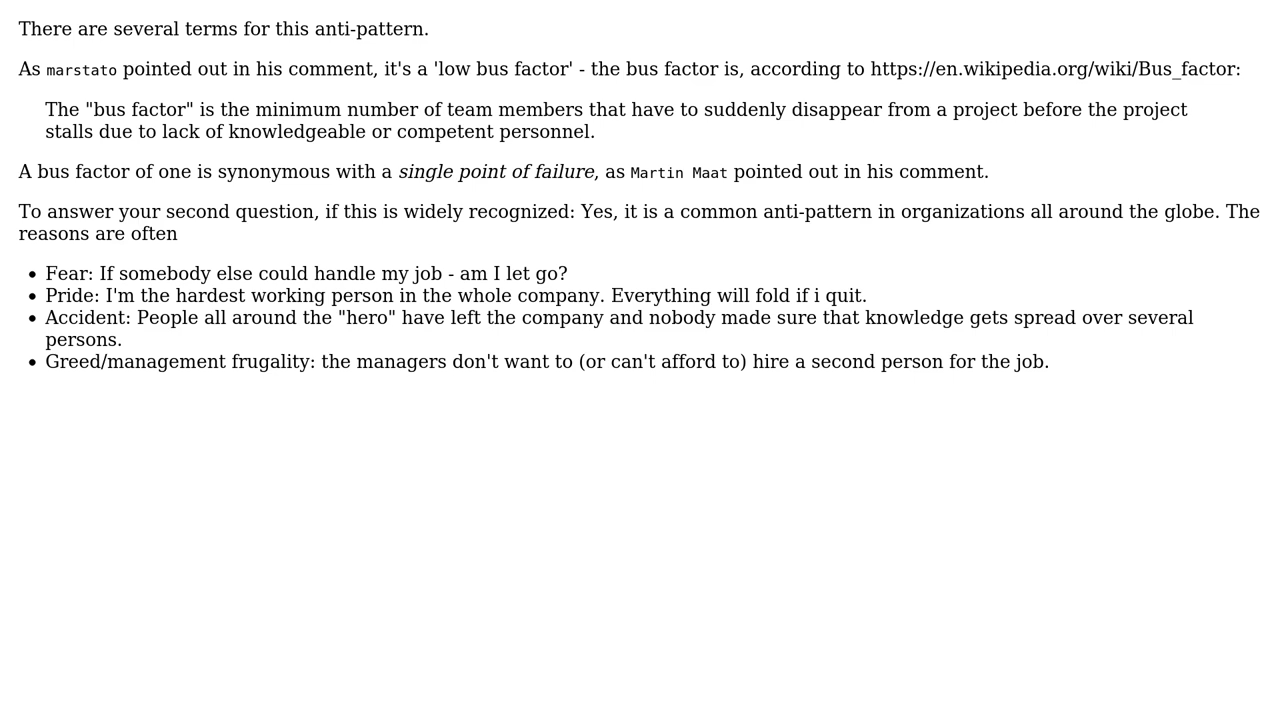 There are several terms for this anti-pattern.
As marstato pointed out in his comment, it's a 'low bus factor' - the bus factor is, according to https://en.wikipedia.org/wiki/Bus_factor:
The "bus factor" is the minimum number of team members that have to suddenly disappear from a project before the project
stalls due to lack of knowledgeable or competent personnel.
A bus factor of one is synonymous with a single point of failure, as Martin Maat pointed out in his comment.
To answer your second question, if this is widely recognized: Yes, it is a common anti-pattern in organizations all around the globe. The
reasons are often
• Fear: If somebody else could handle my job - am I let go?
• Pride: I'm the hardest working person in the whole company. Everything will fold if i quit.
• Accident: People all around the "hero" have left the company and nobody made sure that knowledge gets spread over several
persons.
• Greed/management frugality: the managers don't want to (or can't afford to) hire a second person for the job.